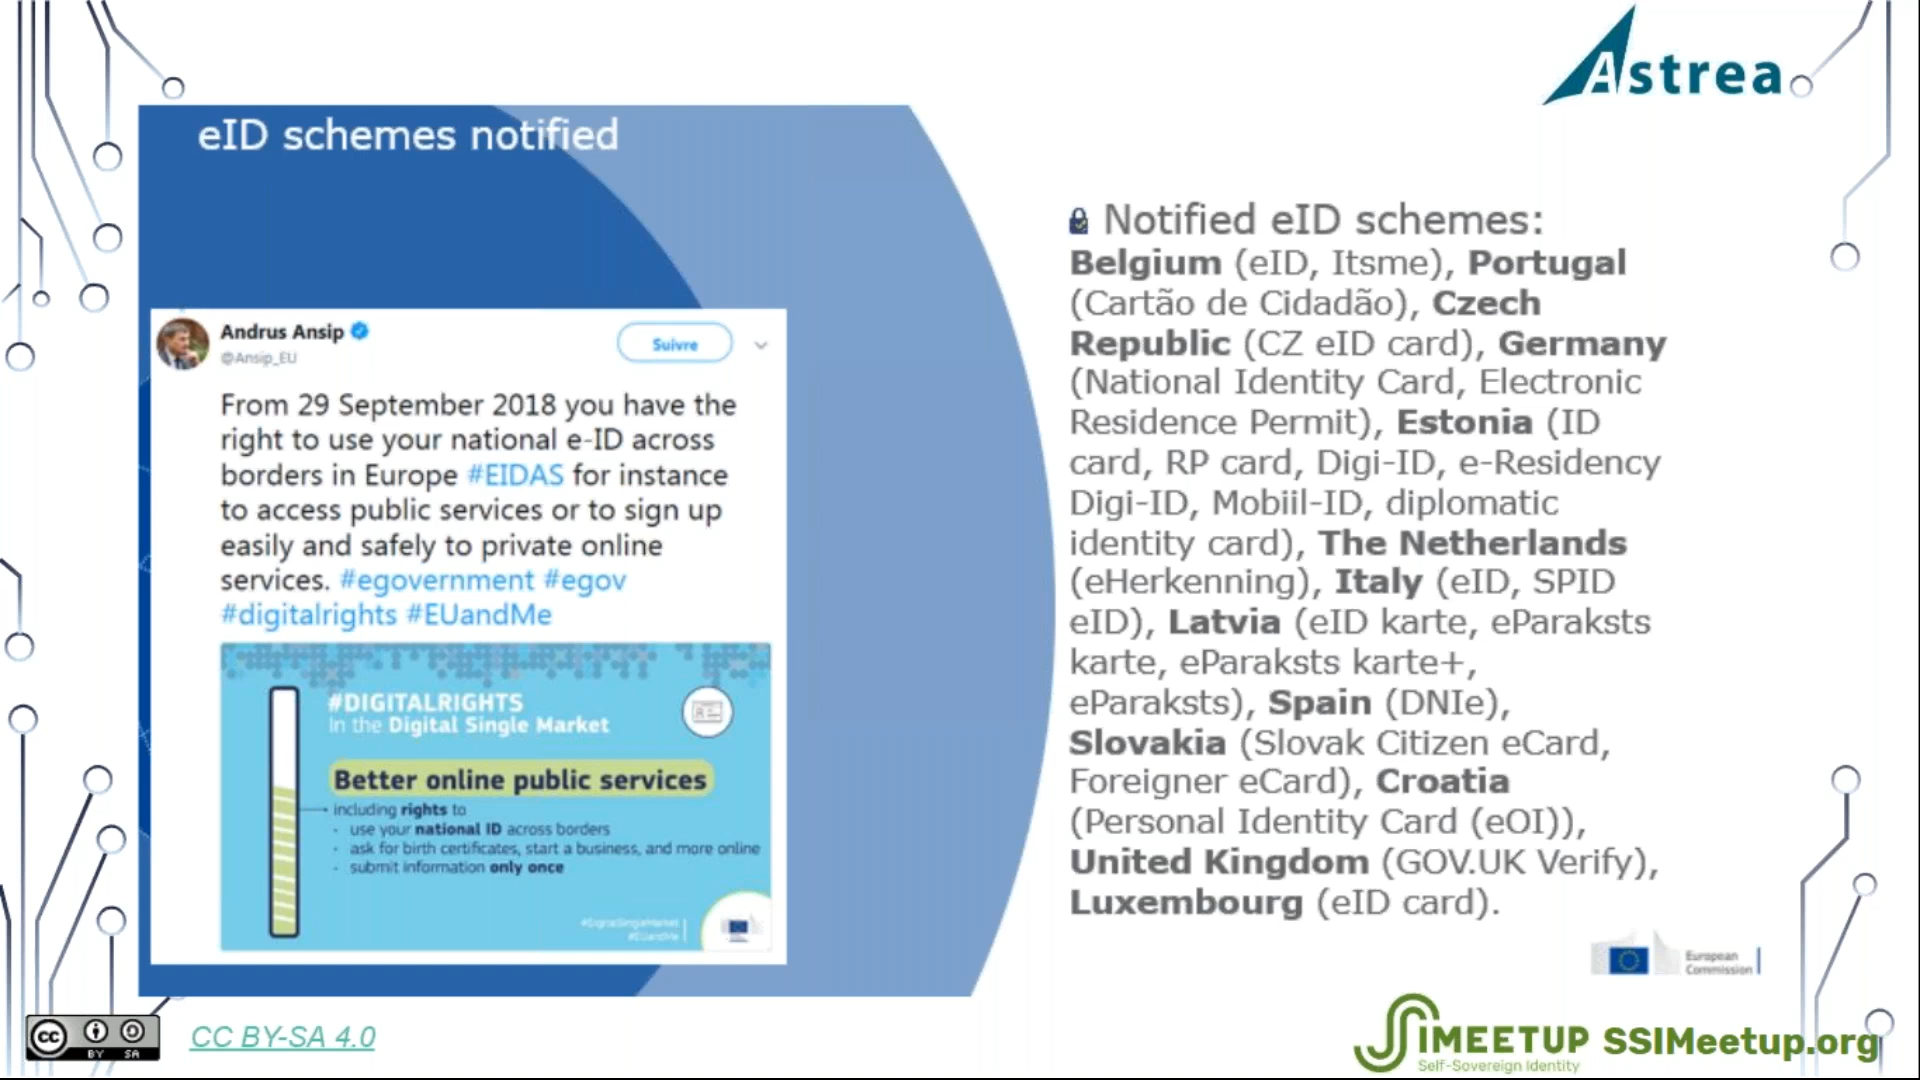 Astrea
eID schemes notified
Andrus Ansip
@Ansip_EU
Suivre
From 29 September 2018 you have the
right to use your national e-ID across
borders in Europe #EIDAS for instance
to access public services or to sign up
easily and safely to private online
services. #egovernment #egov
#digitalrights #EUandMe
#DIGITALRIGHTS
In the Digital Single Market
Better online public services
including rights to
- use your national ID across borders
- ask for birth certificates, start a business, and more online
- submit information only once
#DigitalSingleMarket
#EUandMe
Notified eID schemes:
Belgium (eID, Itsme), Portugal
(Cartão de Cidadão), Czech
Republic (CZ eID card), Germany
(National Identity Card, Electronic
Residence Permit), Estonia (ID
card, RP card, Digi-ID, e-Residency
Digi-ID, Mobiil-ID, diplomatic
identity card), The Netherlands
(eHerkenning), Italy (eID, SPID
eID), Latvia (eID karte, eParaksts
karte, eParaksts karte+,
eParaksts), Spain (DNIe),
Slovakia (Slovak Citizen eCard,
Foreigner eCard), Croatia
(Personal Identity Card (eOI)),
United Kingdom (GOV.UK Verify),
Luxembourg (eID card).
European
Commission
cc BY SA
CC BY-SA 4.0
SSIMEETUP SSIMeetup.org
Self-Sovereign Identity